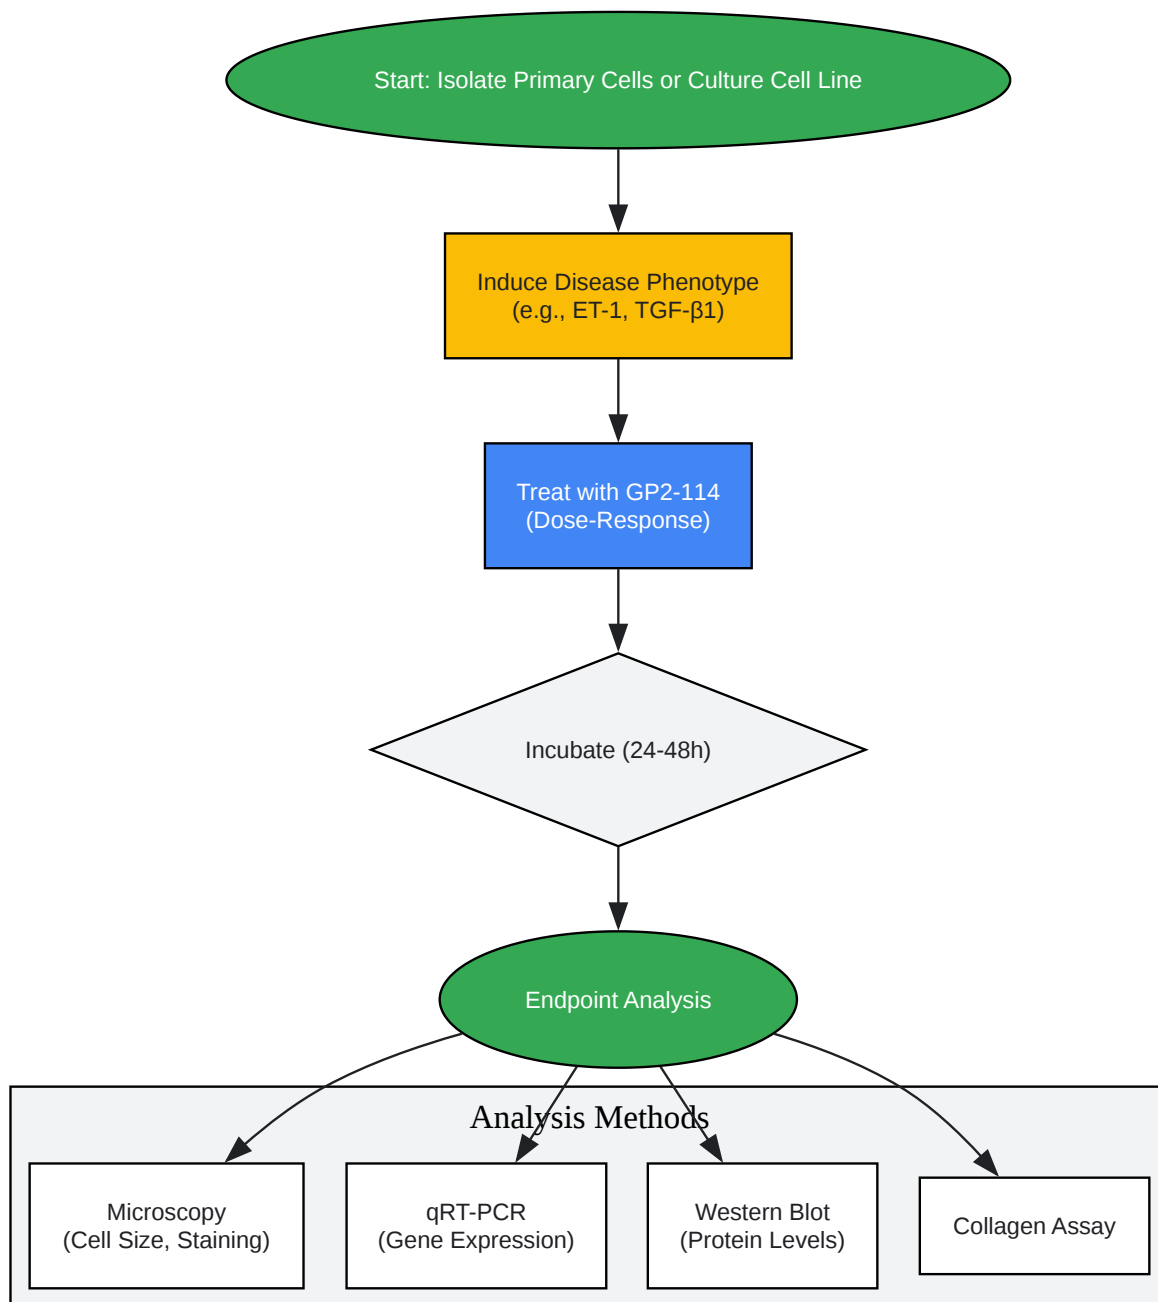 Start: Isolate Primary Cells or Culture Cell Line
Induce Disease Phenotype
(e.g., ET-1, TGF-β1)
Treat with GP2-114
(Dose-Response)
Incubate (24-48h)
Endpoint Analysis
Analysis Methods
Microscopy
(Cell Size, Staining)
qRT-PCR
(Gene Expression)
Western Blot
(Protein Levels)
Collagen Assay